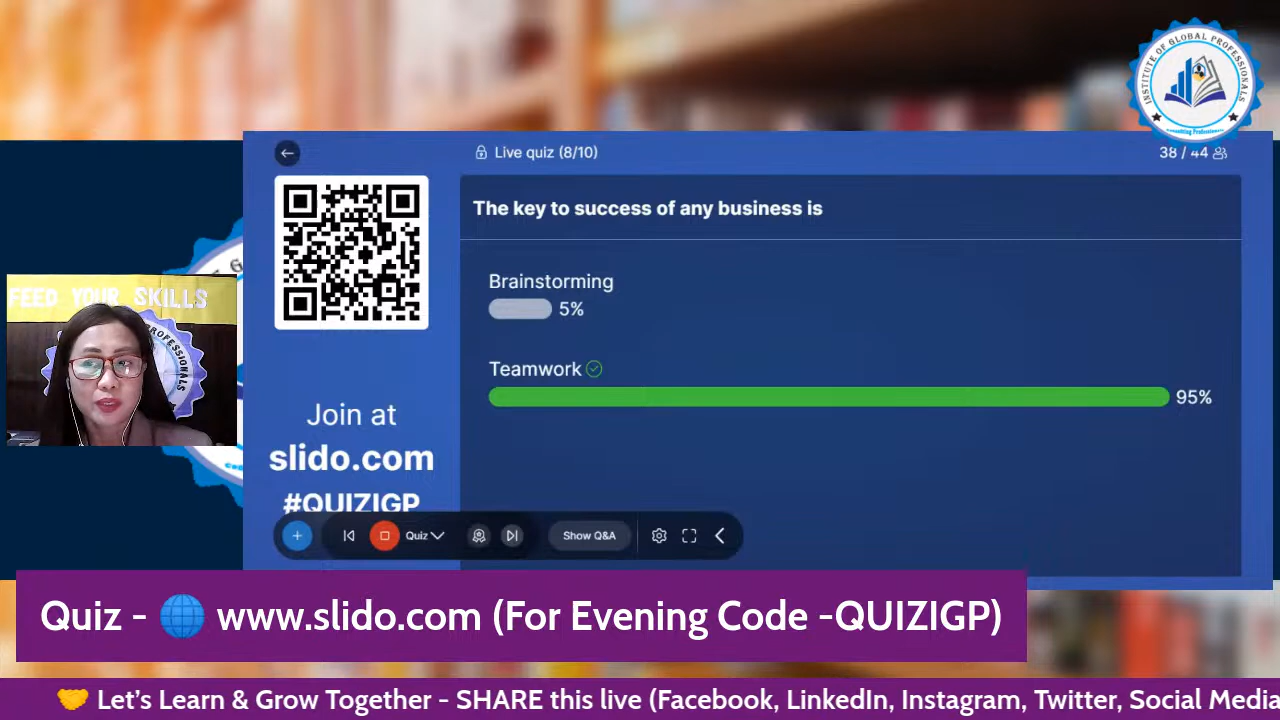 INSTITUTE OF GLOBAL PROFESSIONALS
Live quiz (8/10)
38 / 44
The key to success of any business is
Brainstorming
5%
Teamwork
95%
FEED YOUR SKILLS
PROFESSIONALS
Join at
slido.com
#QUIZIGP
Quiz
Show Q&A
Quiz - 🌐 www.slido.com (For Evening Code -QUIZIGP)
🤝 Let's Learn & Grow Together - SHARE this live (Facebook, LinkedIn, Instagram, Twitter, Social Media